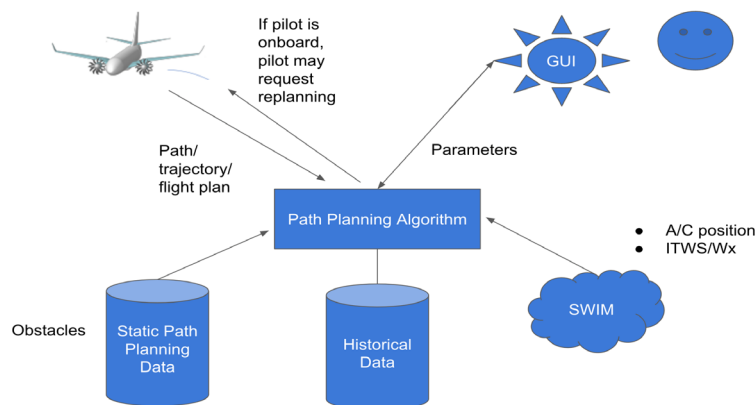 If pilot is
onboard,
pilot may
request
replanning
GUI
Path/
trajectory/
flight plan
Parameters
Path Planning Algorithm
● A/C position
● ITWS/Wx
SWIM
Obstacles
Static Path
Planning
Data
Historical
Data